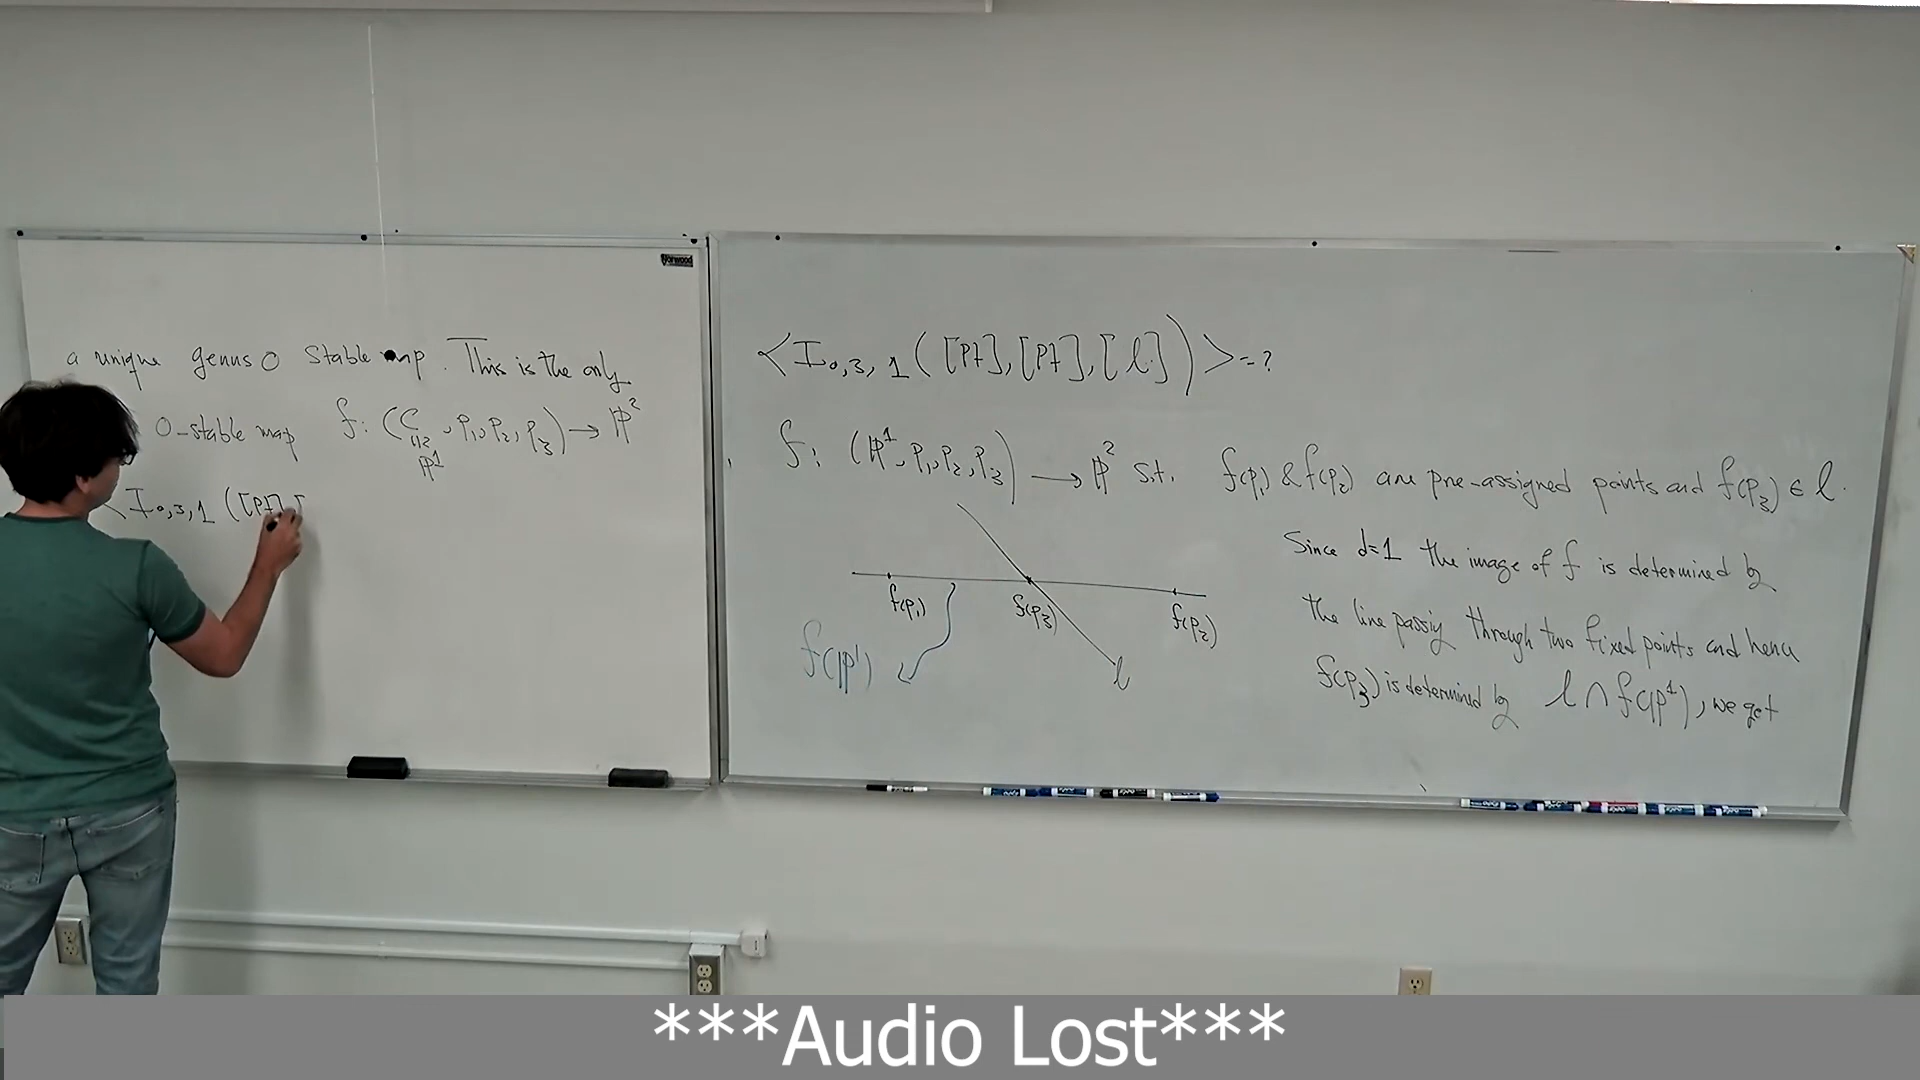 a unique genus 0 stable map. This is the only
0-stable map f: (C, p₁, p₂, p₃) → ℙ²
ℙ¹
< I₀,₃,₁ ([pt], [
Norwood
< I₀,₃,₁ ([pt], [pt], [l]) > = ?
f: (ℙ¹, p₁, p₂, p₃) → ℙ² s.t. f(p₁) & f(p₂) are pre-assigned points and f(p₃) ∈ l.
f(p₁) f(p₃) f(p₂)
f(ℙ¹)
l
Since d=1 the image of f is determined by
the line passing through two fixed points and hence
f(p₃) is determined by l ∩ f(ℙ¹), we get
***Audio Lost***